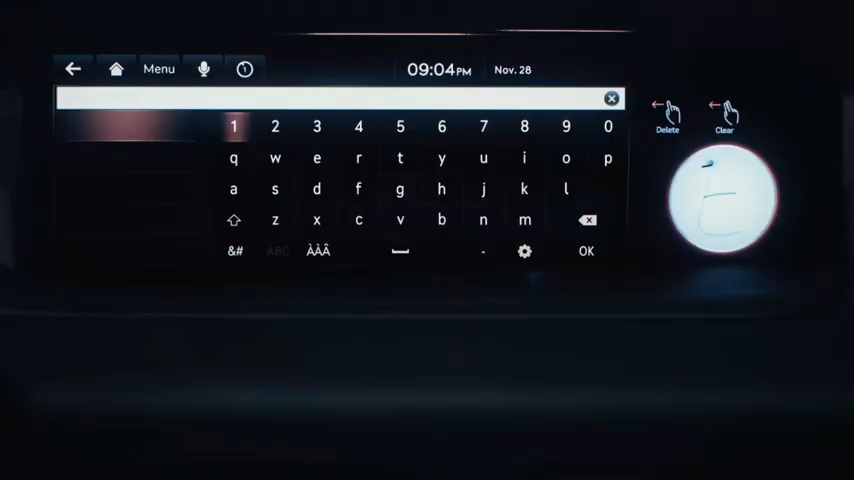 Menu 1 09:04PM Nov. 28
1 2 3 4 5 6 7 8 9 0
Delete Clear
q w e r t y u i o p
a s d f g h j k l
z x c v b n m
&# ABC ÀÀÂ - OK